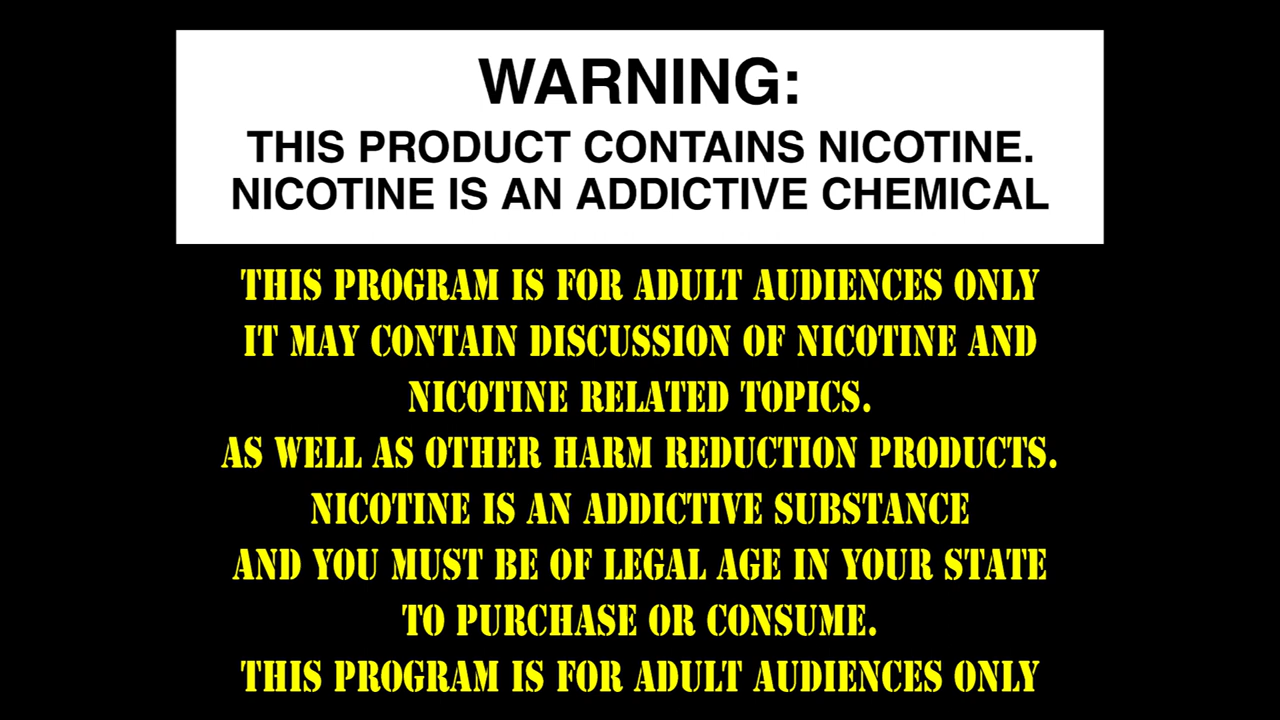 WARNING:
THIS PRODUCT CONTAINS NICOTINE.
NICOTINE IS AN ADDICTIVE CHEMICAL
THIS PROGRAM IS FOR ADULT AUDIENCES ONLY
IT MAY CONTAIN DISCUSSION OF NICOTINE AND
NICOTINE RELATED TOPICS.
AS WELL AS OTHER HARM REDUCTION PRODUCTS.
NICOTINE IS AN ADDICTIVE SUBSTANCE
AND YOU MUST BE OF LEGAL AGE IN YOUR STATE
TO PURCHASE OR CONSUME.
THIS PROGRAM IS FOR ADULT AUDIENCES ONLY